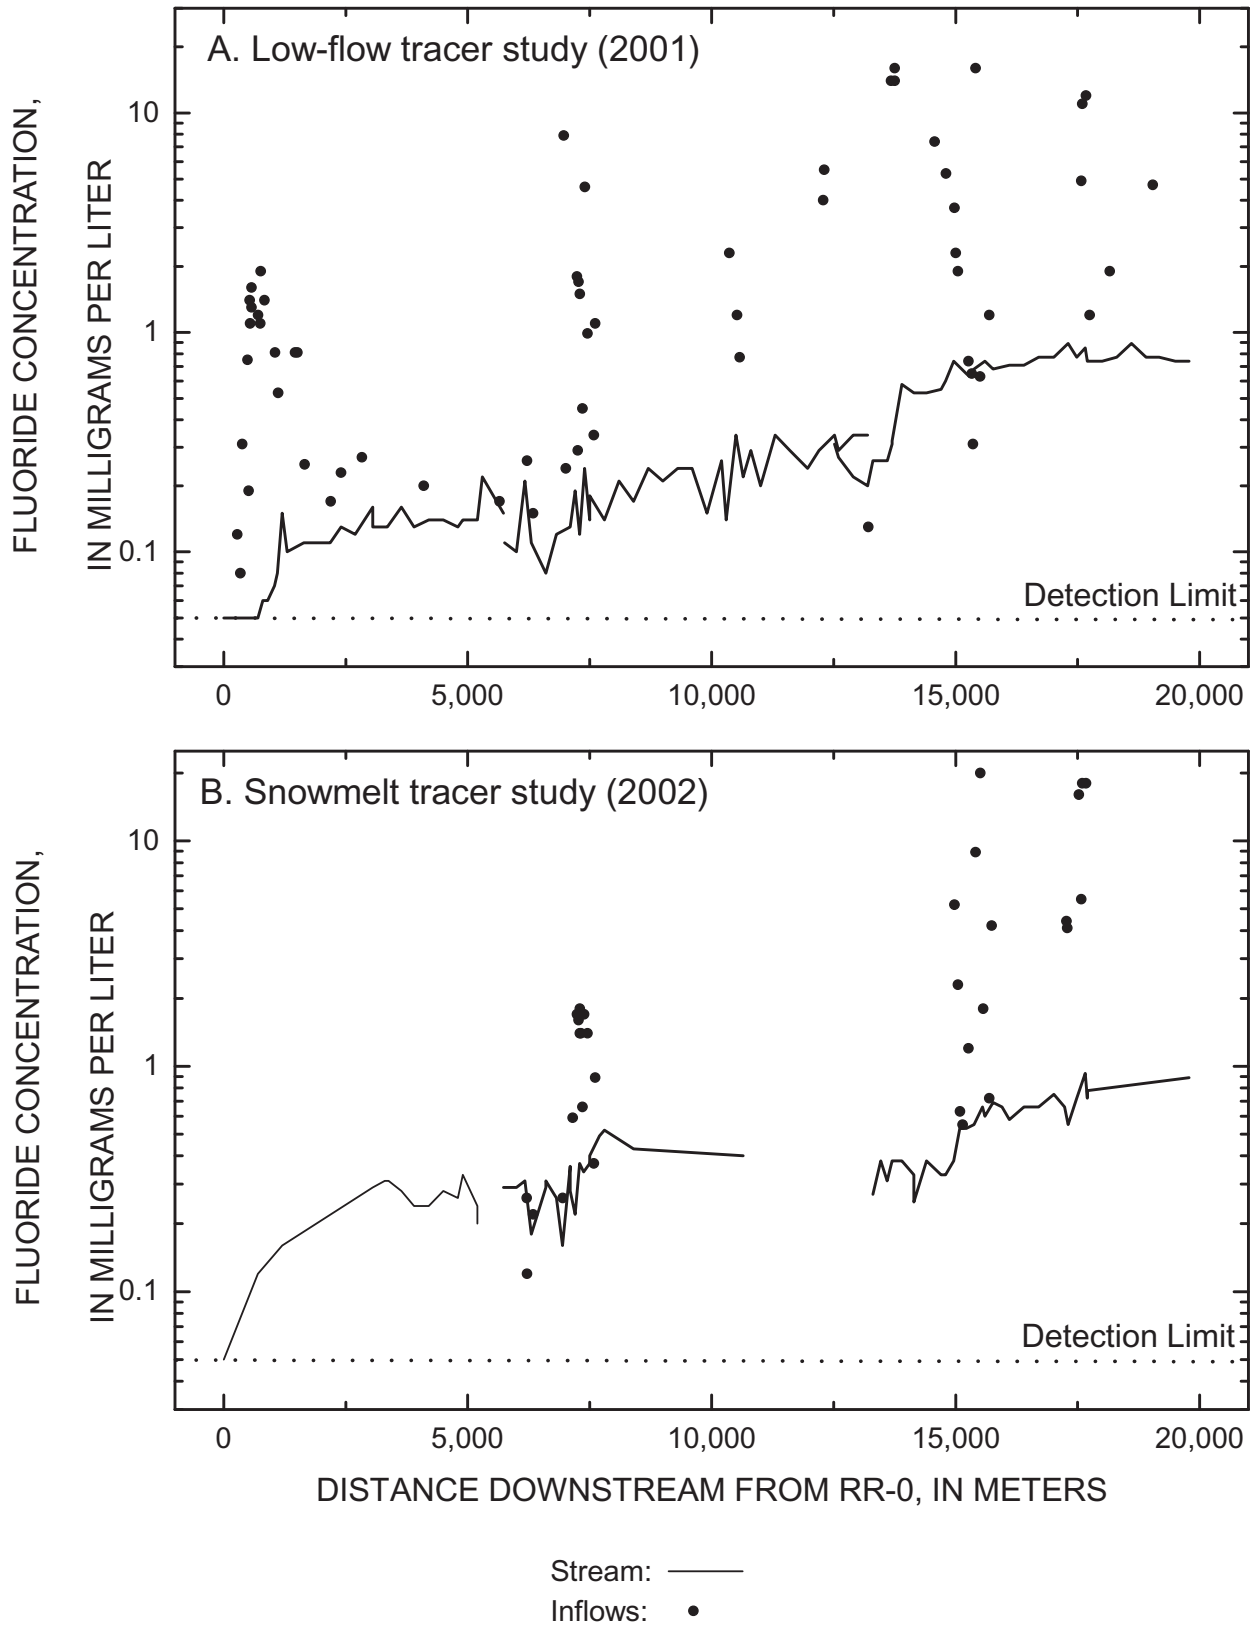 A. Low-flow tracer study (2001)
FLUORIDE CONCENTRATION,
IN MILLIGRAMS PER LITER
10
1
0.1
Detection Limit
0 5,000 10,000 15,000 20,000
B. Snowmelt tracer study (2002)
FLUORIDE CONCENTRATION,
IN MILLIGRAMS PER LITER
10
1
0.1
Detection Limit
0 5,000 10,000 15,000 20,000
DISTANCE DOWNSTREAM FROM RR-0, IN METERS
Stream:
Inflows: